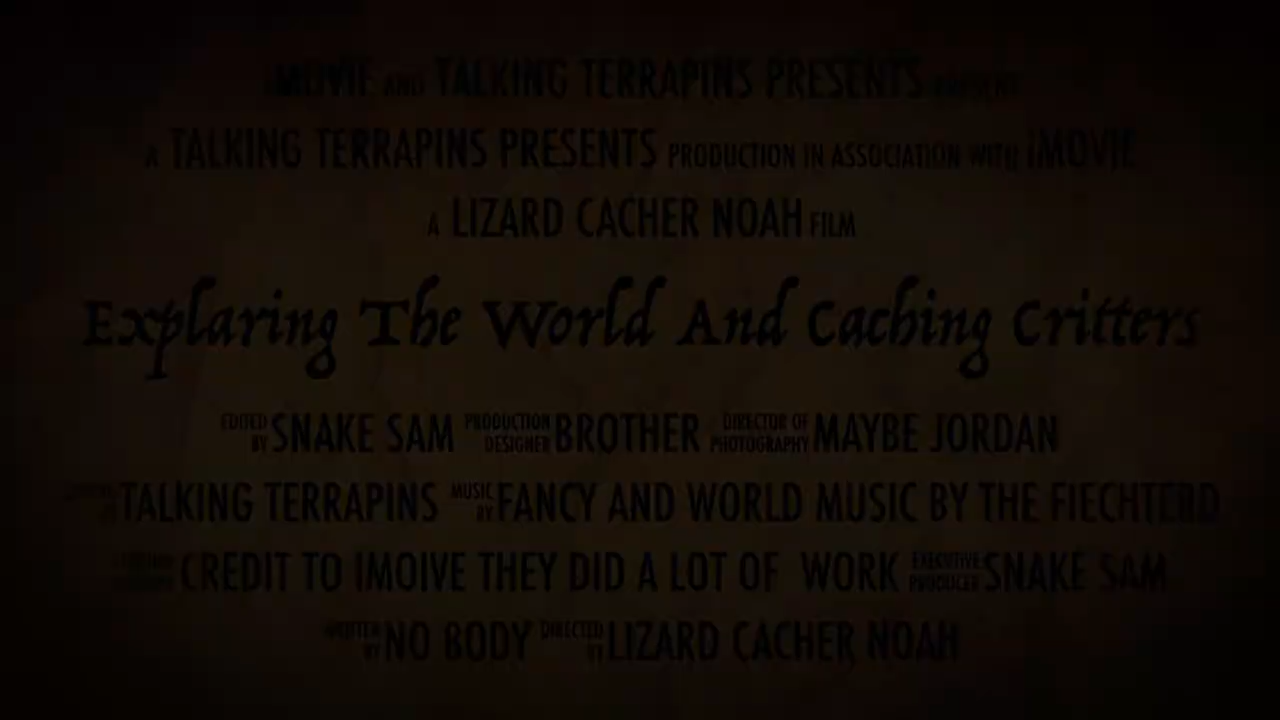 iMOVIE AND TALKING TERRAPINS PRESENTS PRESENT
A TALKING TERRAPINS PRESENTS PRODUCTION IN ASSOCIATION WITH iMOVIE
A LIZARD CACHER NOAH FILM
Explaring The World And Caching Critters
EDITED BY SNAKE SAM PRODUCTION DESIGNER BROTHER DIRECTOR OF PHOTOGRAPHY MAYBE JORDAN
TALKING TERRAPINS MUSIC BY FANCY AND WORLD MUSIC BY THE FIECHTERD
CREDIT TO IMOIVE THEY DID A LOT OF WORK EXECUTIVE PRODUCER SNAKE SAM
WRITTEN BY NO BODY DIRECTED BY LIZARD CACHER NOAH